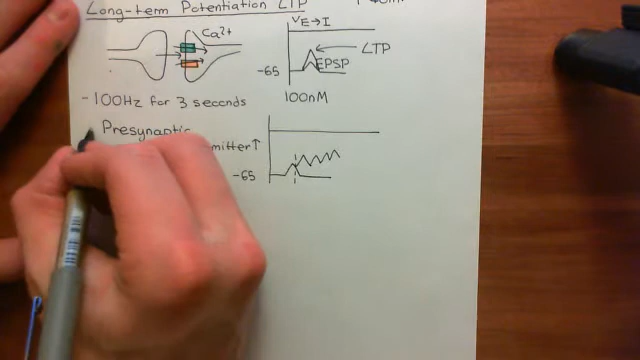 Long-term Potentiation LTP
Ca2+
VE→I
LTP
EPSP
-65
100nM
-100Hz for 3 seconds
Presynaptic
mitter↑
-65